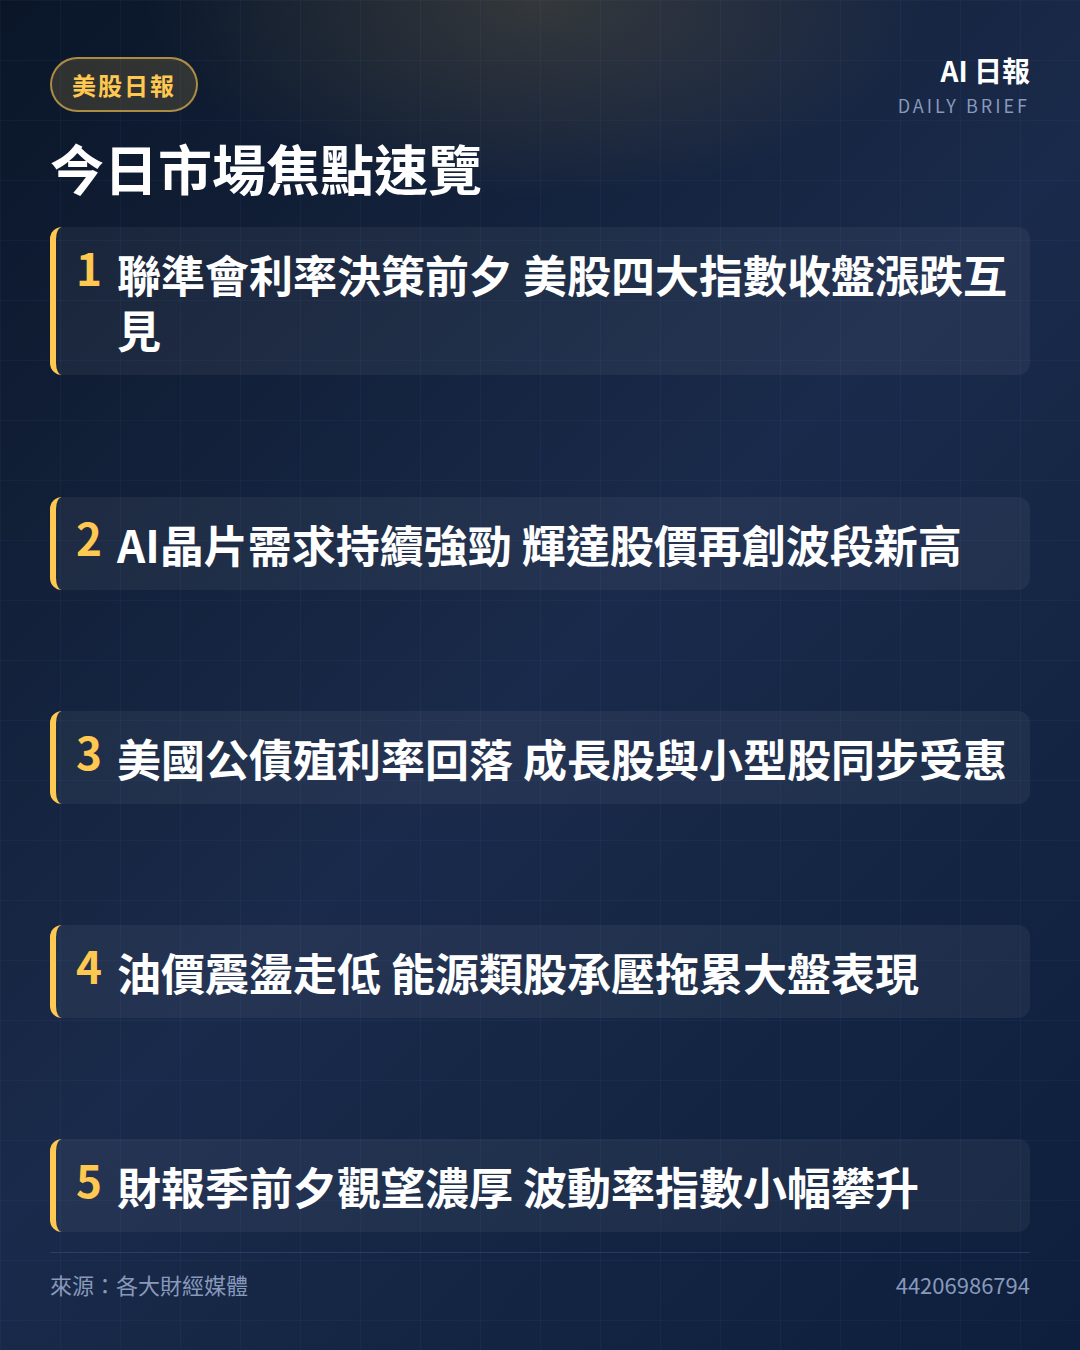 美股日報
AI 日報
DAILY BRIEF
今日市場焦點速覽
1 聯準會利率決策前夕 美股四大指數收盤漲跌互
見
2 AI晶片需求持續強勁 輝達股價再創波段新高
3 美國公債殖利率回落 成長股與小型股同步受惠
4 油價震盪走低 能源類股承壓拖累大盤表現
5 財報季前夕觀望濃厚 波動率指數小幅攀升
來源：各大財經媒體
44206986794